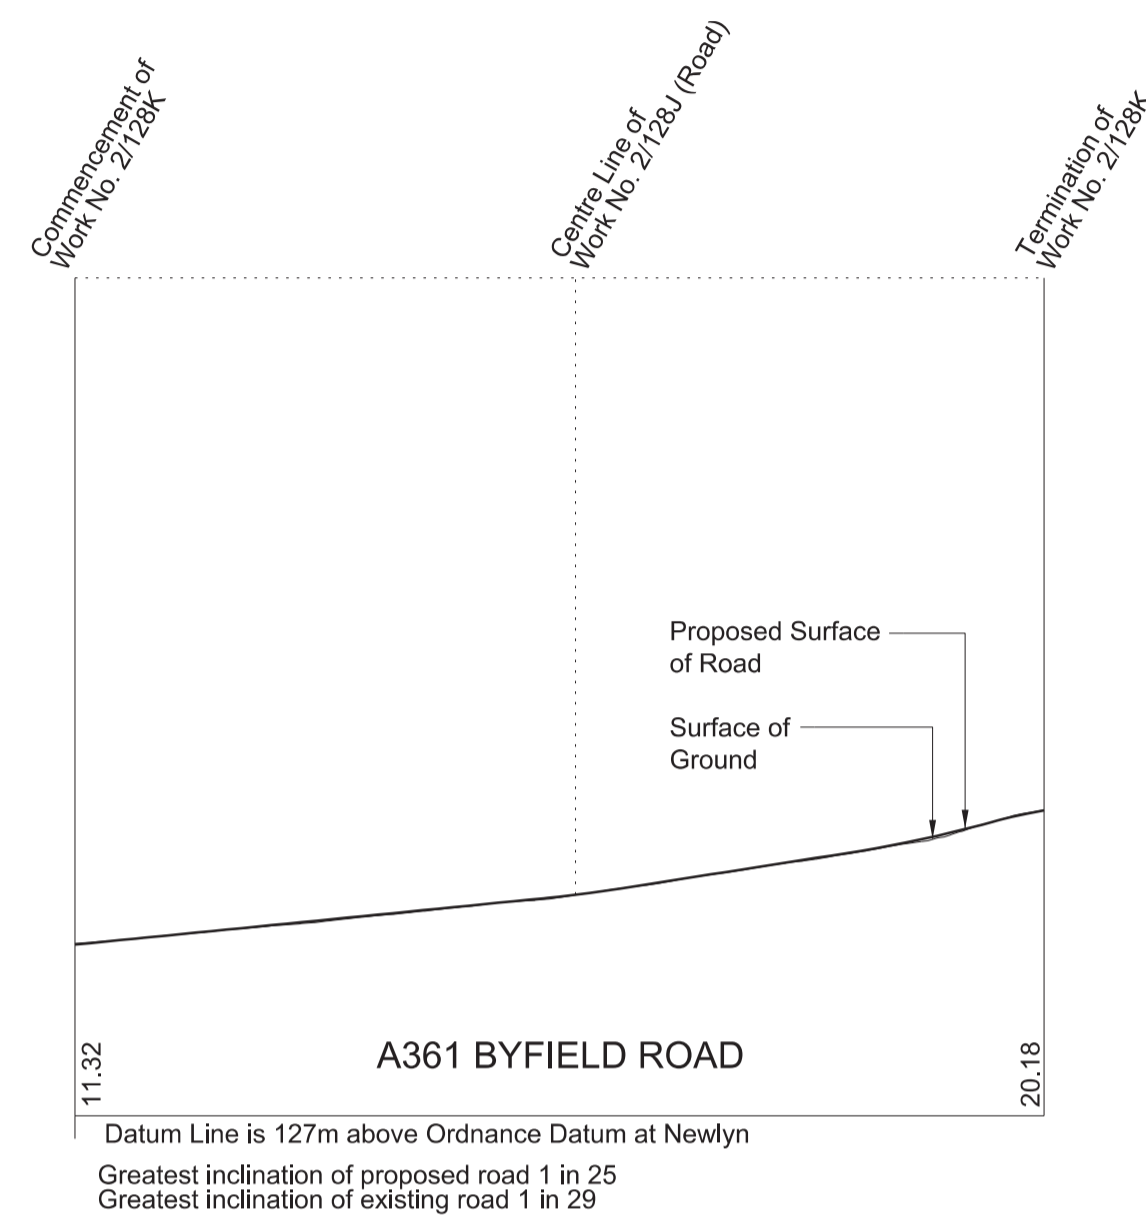 Commencement of
Work No. 2/128K
Centre Line of
Work No. 2/128J (Road)
Termination of
Work No. 2/128K
Proposed Surface
of Road
Surface of
Ground
11.32
A361 BYFIELD ROAD
20.18
Datum Line is 127m above Ordnance Datum at Newlyn
Greatest inclination of proposed road 1 in 25
Greatest inclination of existing road 1 in 29